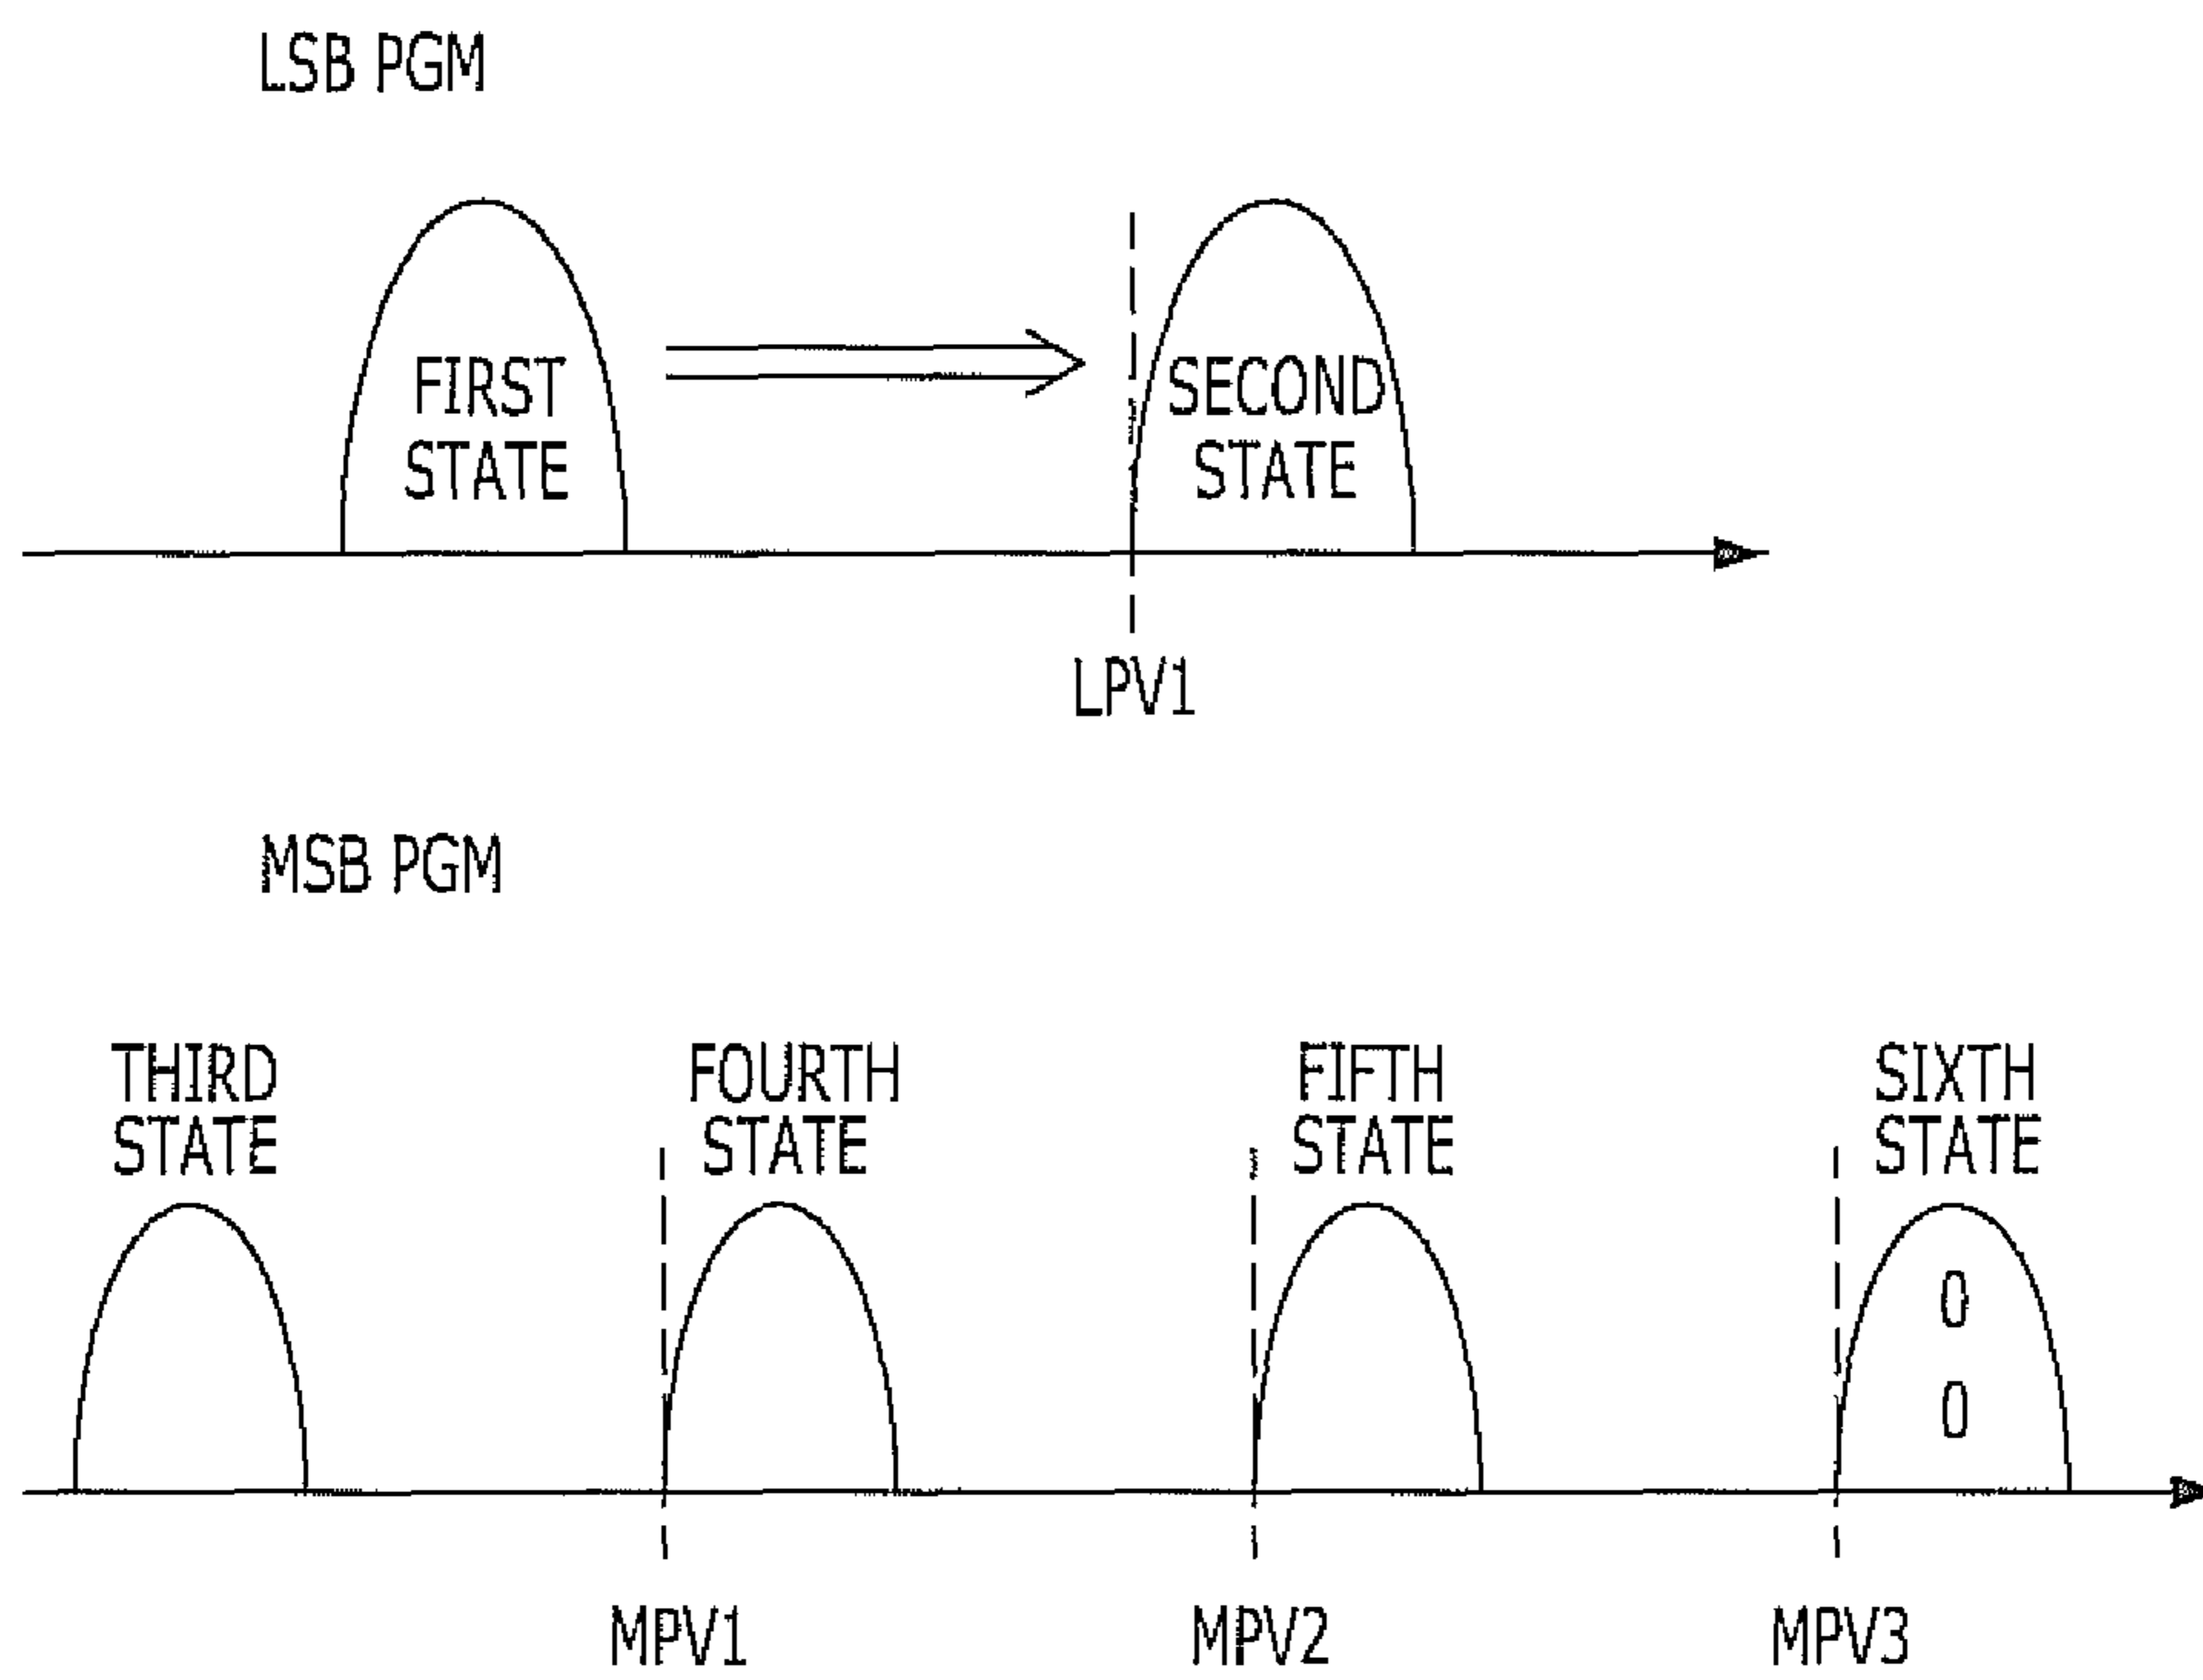 LSB PGM
FIRST
STATE
SECOND
STATE
LPV1
MSB PGM
THIRD
STATE
FOURTH
STATE
FIFTH
STATE
SIXTH
STATE
0
0
MPV1
MPV2
MPV3